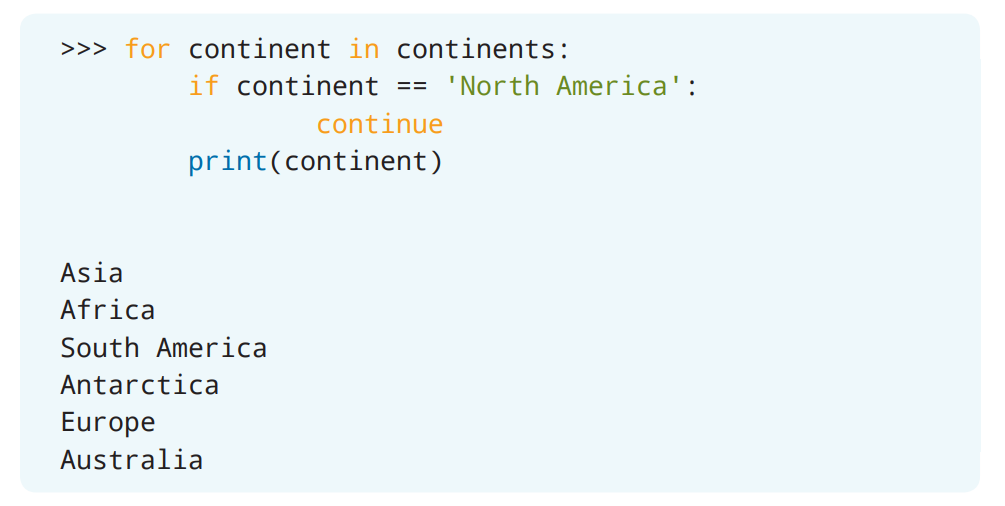 >>> for continent in continents:
        if continent == 'North America':
                continue
        print(continent)
Asia
Africa
South America
Antarctica
Europe
Australia